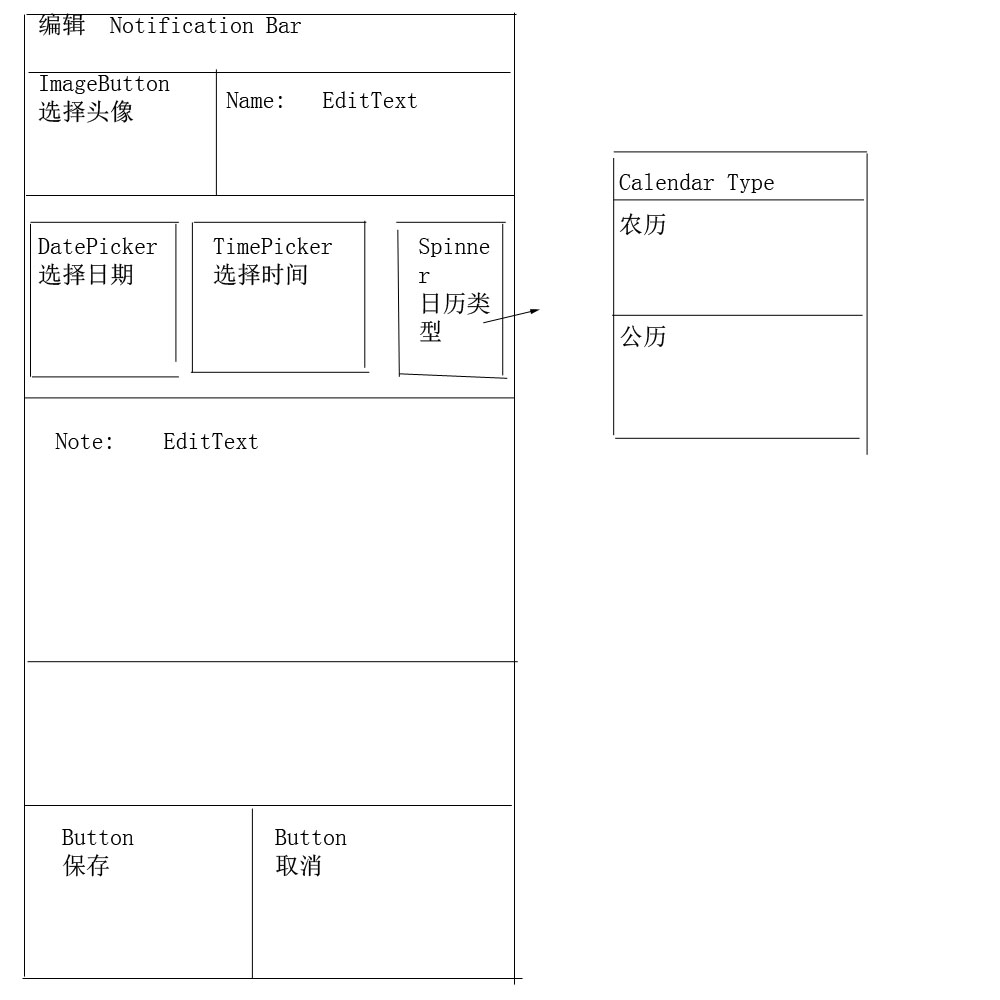 编辑 Notification Bar
ImageButton
选择头像
Name: EditText
DatePicker
选择日期
TimePicker
选择时间
Spinne
r
日历类
型
Calendar Type
农历
公历
Note: EditText
Button
保存
Button
取消